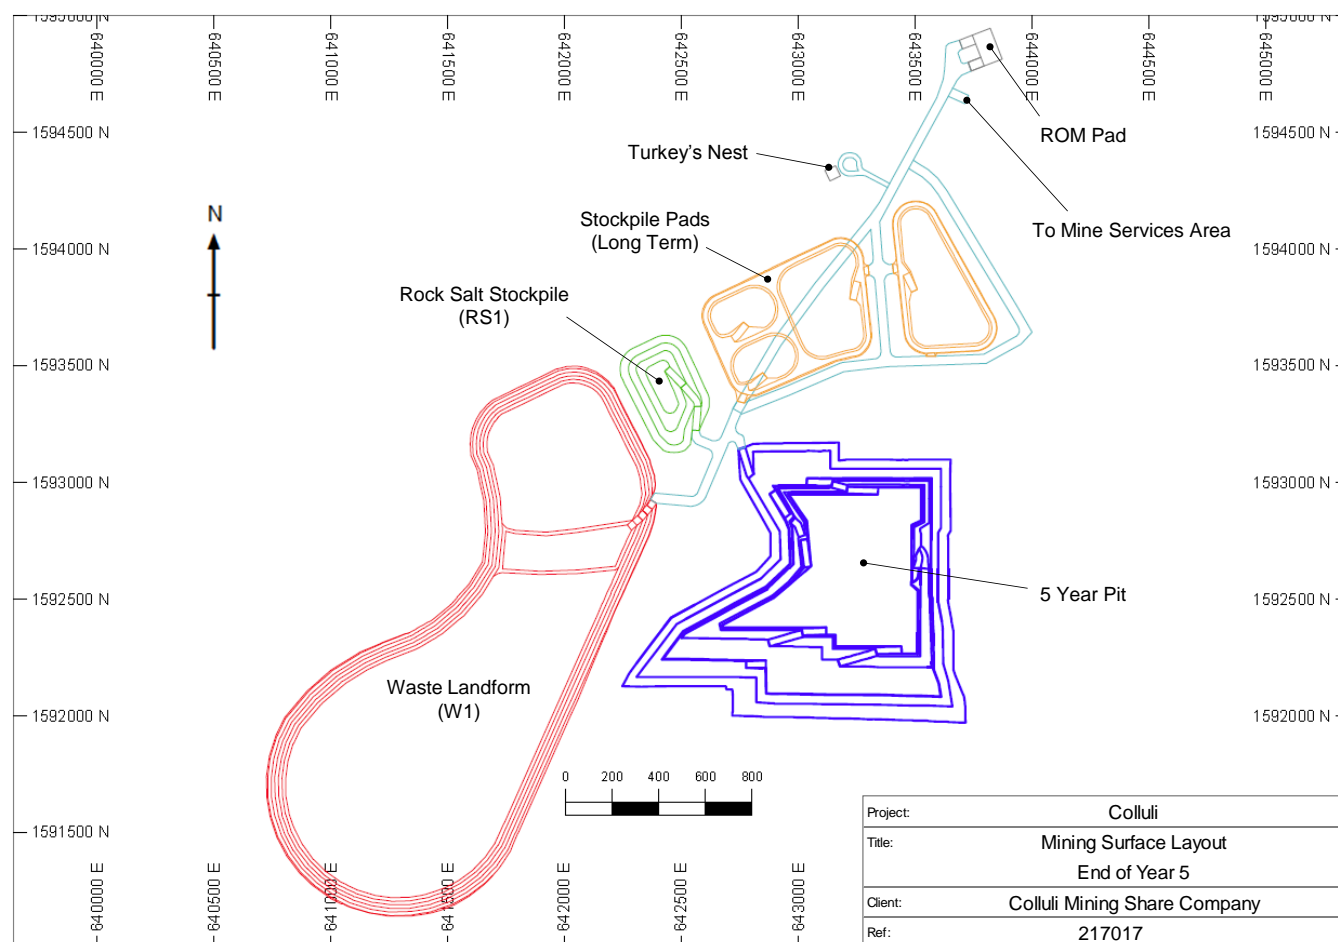 1595000 N
1595000 N
640000 E
640500 E
641000 E
641500 E
642000 E
642500 E
643000 E
643500 E
644000 E
644500 E
645000 E
ROM Pad
1594500 N
1594500 N
Turkey's Nest
N
Stockpile Pads
(Long Term)
To Mine Services Area
1594000 N
1594000 N
Rock Salt Stockpile
(RS1)
1593500 N
1593500 N
1593000 N
1593000 N
5 Year Pit
1592500 N
1592500 N
Waste Landform
(W1)
1592000 N
1592000 N
0 200 400 600 800
1591500 N
640000 E
640500 E
641000 E
641500 E
642000 E
642500 E
643000 E
Project: Colluli
Title: Mining Surface Layout
End of Year 5
Client: Colluli Mining Share Company
Ref: 217017